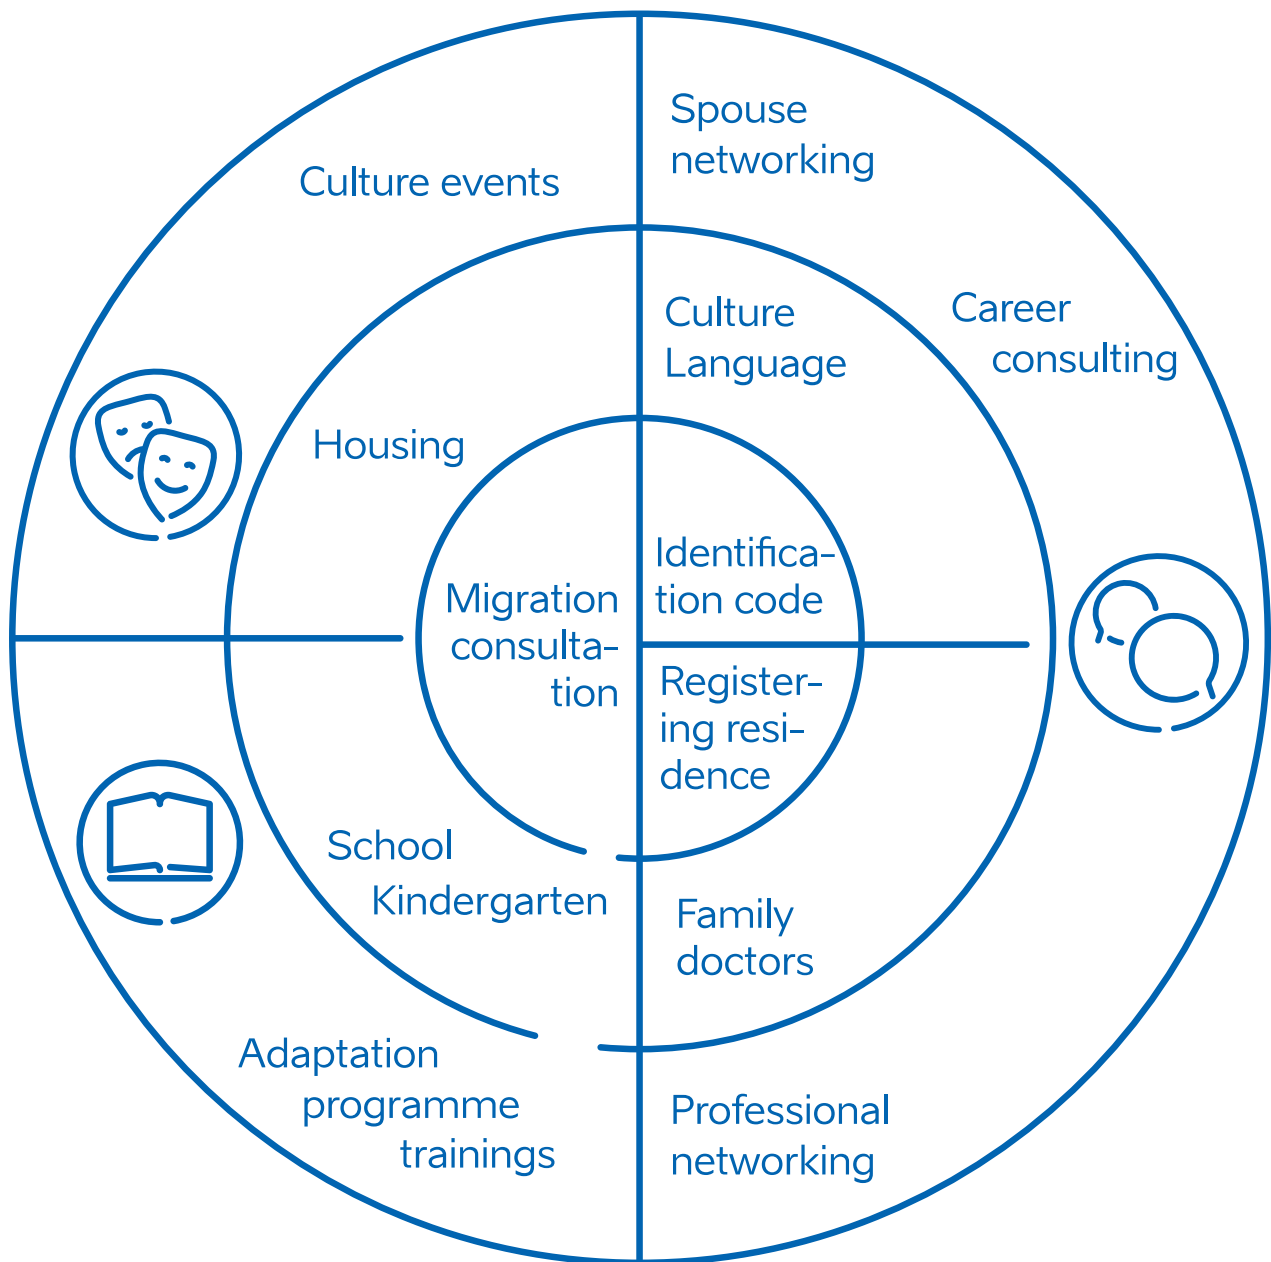 Spouse
networking
Culture events
Culture
Language
Career
consulting
Housing
Identifica-
tion code
Migration
consulta-
tion
Register-
ing resi-
dence
School
Kindergarten
Family
doctors
Adaptation
programme
trainings
Professional
networking